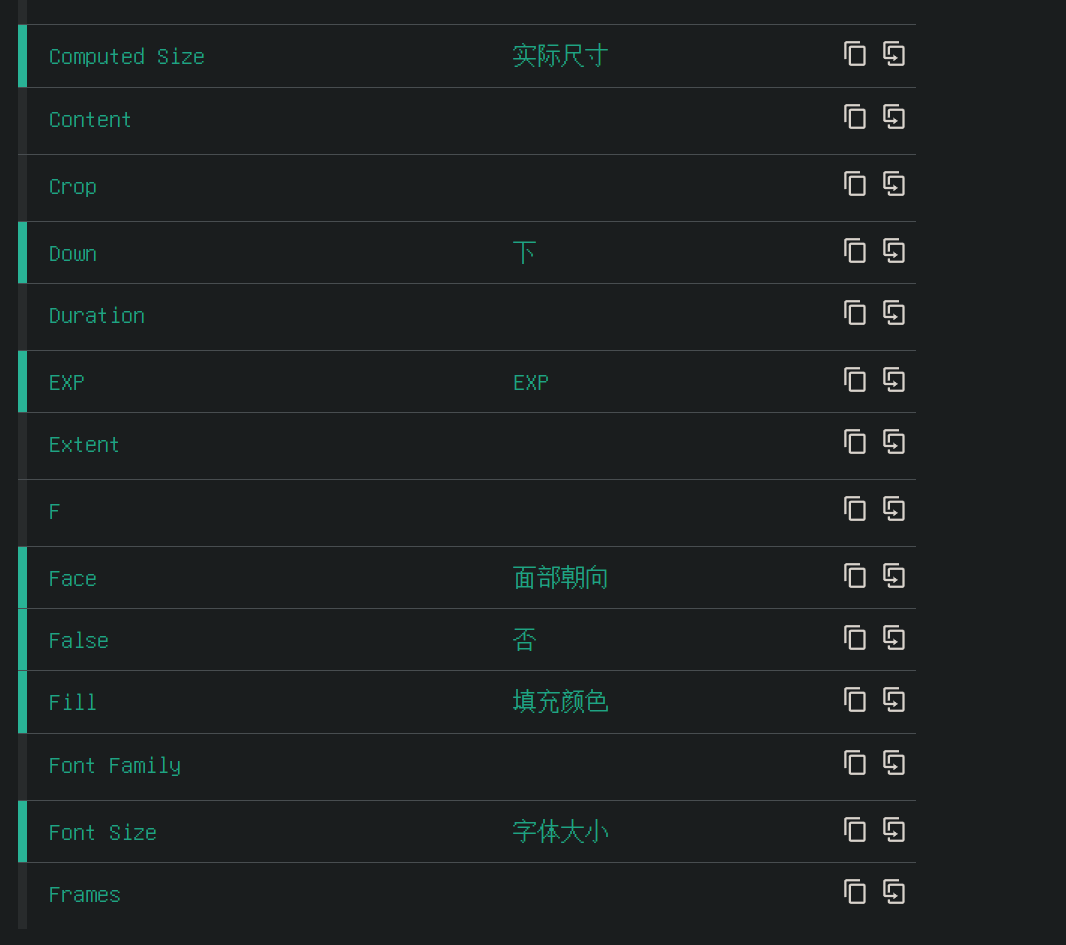 Computed Size 实际尺寸
Content
Crop
Down 下
Duration
EXP EXP
Extent
F
Face 面部朝向
False 否
Fill 填充颜色
Font Family
Font Size 字体大小
Frames